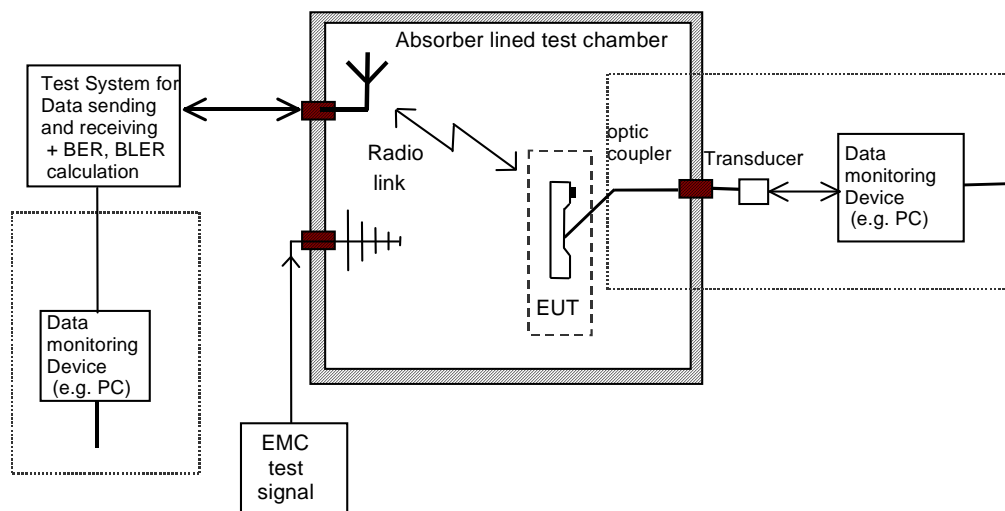 Absorber lined test chamber
Test System for
Data sending
and receiving
+ BER, BLER
calculation
Radio
link
optic
coupler
Transducer
Data
monitoring
Device
(e.g. PC)
EUT
Data
monitoring
Device
(e.g. PC)
EMC
test
signal